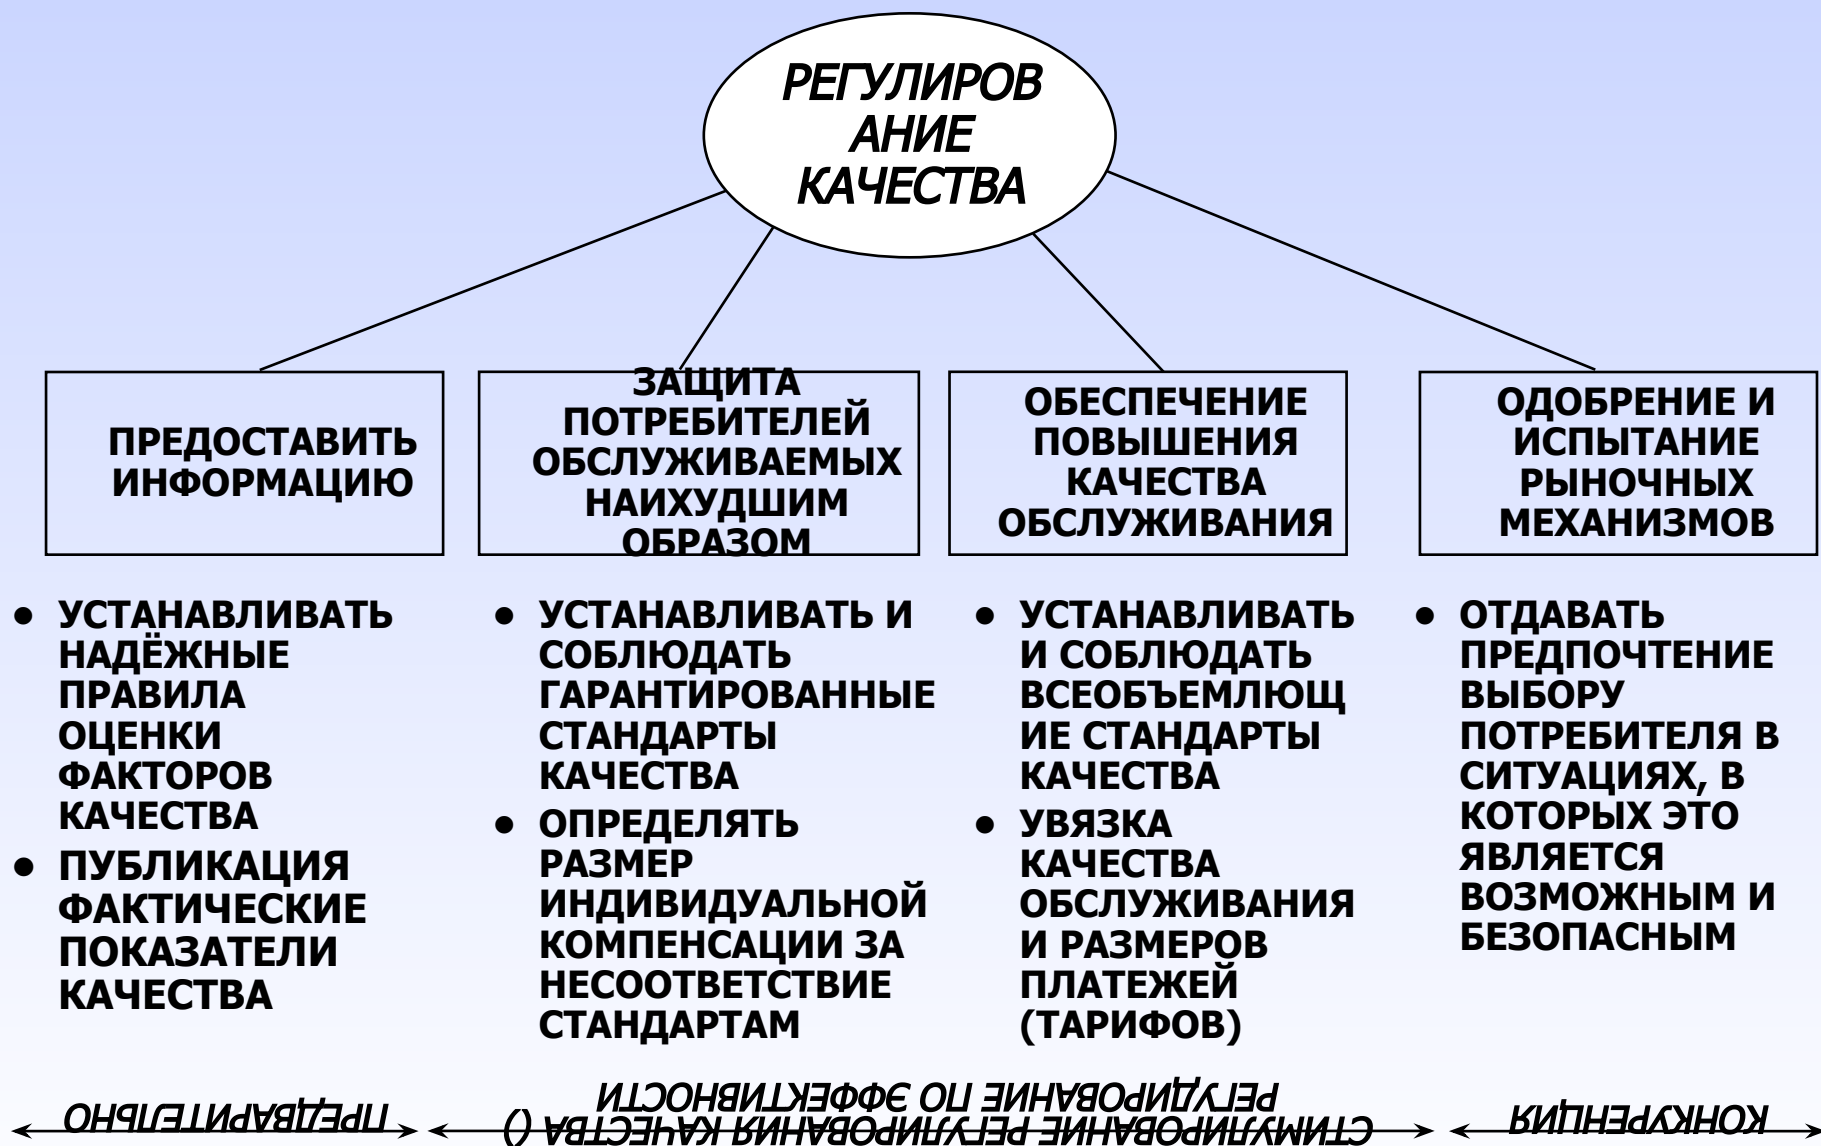 РЕГУЛИРОВ
АНИЕ
КАЧЕСТВА
ПРЕДОСТАВИТЬ
ИНФОРМАЦИЮ
ЗАЩИТА
ПОТРЕБИТЕЛЕЙ
ОБСЛУЖИВАЕМЫХ
НАИХУДШИМ
ОБРАЗОМ
ОБЕСПЕЧЕНИЕ
ПОВЫШЕНИЯ
КАЧЕСТВА
ОБСЛУЖИВАНИЯ
ОДОБРЕНИЕ И
ИСПЫТАНИЕ
РЫНОЧНЫХ
МЕХАНИЗМОВ
● УСТАНАВЛИВАТЬ
НАДЁЖНЫЕ
ПРАВИЛА
ОЦЕНКИ
ФАКТОРОВ
КАЧЕСТВА
● ПУБЛИКАЦИЯ
ФАКТИЧЕСКИЕ
ПОКАЗАТЕЛИ
КАЧЕСТВА
● УСТАНАВЛИВАТЬ И
СОБЛЮДАТЬ
ГАРАНТИРОВАННЫЕ
СТАНДАРТЫ
КАЧЕСТВА
● ОПРЕДЕЛЯТЬ
РАЗМЕР
ИНДИВИДУАЛЬНОЙ
КОМПЕНСАЦИИ ЗА
НЕСООТВЕТСТВИЕ
СТАНДАРТАМ
● УСТАНАВЛИВАТЬ
И СОБЛЮДАТЬ
ВСЕОБЪЕМЛЮЩ
ИЕ СТАНДАРТЫ
КАЧЕСТВА
● УВЯЗКА
КАЧЕСТВА
ОБСЛУЖИВАНИЯ
И РАЗМЕРОВ
ПЛАТЕЖЕЙ
(ТАРИФОВ)
● ОТДАВАТЬ
ПРЕДПОЧТЕНИЕ
ВЫБОРУ
ПОТРЕБИТЕЛЯ В
СИТУАЦИЯХ, В
КОТОРЫХ ЭТО
ЯВЛЯЕТСЯ
ВОЗМОЖНЫМ И
БЕЗОПАСНЫМ
ПРЕДВАРИТЕЛЬНО
СТИМУЛИРОВАНИЕ РЕГУЛИРОВАНИЯ КАЧЕСТВА ()
РЕГУДИРОВАНИЕ ПО ЭФФЕКТИВНОСТИ
КОНКУРЕНЦИЯ